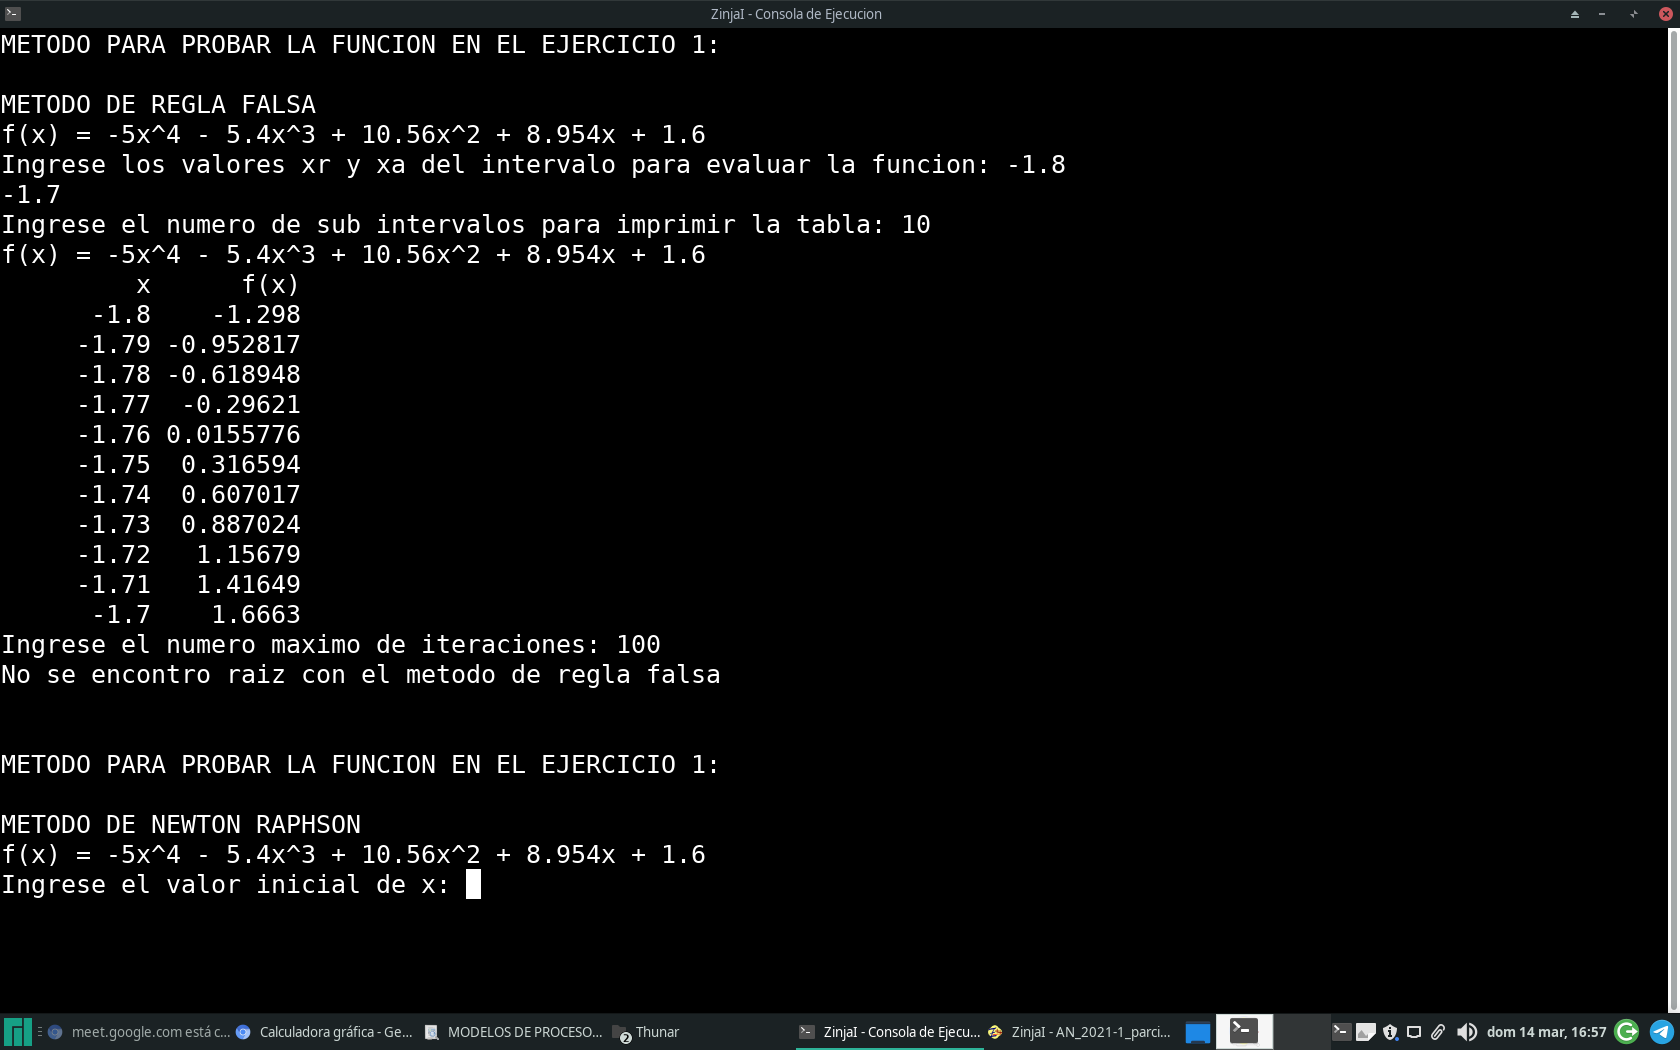 ZinjaI - Consola de Ejecucion
METODO PARA PROBAR LA FUNCION EN EL EJERCICIO 1:
METODO DE REGLA FALSA
f(x) = -5x^4 - 5.4x^3 + 10.56x^2 + 8.954x + 1.6
Ingrese los valores xr y xa del intervalo para evaluar la funcion: -1.8
-1.7
Ingrese el numero de sub intervalos para imprimir la tabla: 10
f(x) = -5x^4 - 5.4x^3 + 10.56x^2 + 8.954x + 1.6
x f(x)
-1.8 -1.298
-1.79 -0.952817
-1.78 -0.618948
-1.77 -0.29621
-1.76 0.0155776
-1.75 0.316594
-1.74 0.607017
-1.73 0.887024
-1.72 1.15679
-1.71 1.41649
-1.7 1.6663
Ingrese el numero maximo de iteraciones: 100
No se encontro raiz con el metodo de regla falsa
METODO PARA PROBAR LA FUNCION EN EL EJERCICIO 1:
METODO DE NEWTON RAPHSON
f(x) = -5x^4 - 5.4x^3 + 10.56x^2 + 8.954x + 1.6
Ingrese el valor inicial de x:
meet.google.com está c... Calculadora gráfica - Ge... MODELOS DE PROCESO... 2 Thunar ZinjaI - Consola de Ejecu... ZinjaI - AN_2021-1_parci... dom 14 mar, 16:57